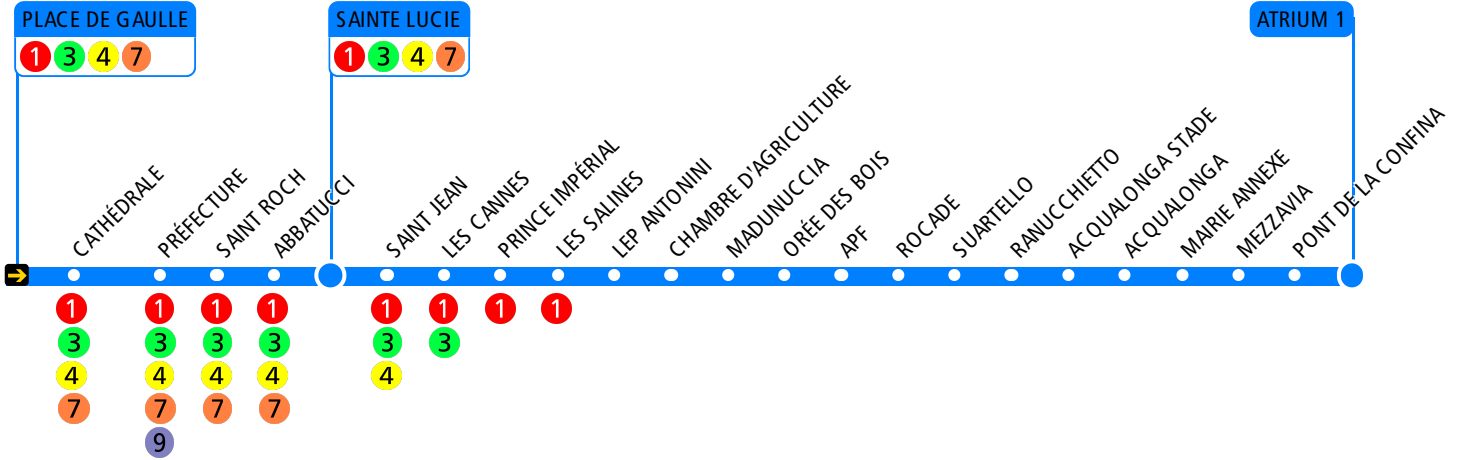 PLACE DE GAULLE
1 3 4 7
SAINTE LUCIE
1 3 4 7
ATRIUM 1
CATHÉDRALE
PRÉFECTURE
SAINT ROCH
ABBATUCCI
SAINT JEAN
LES CANNES
PRINCE IMPÉRIAL
LES SALINES
LEP ANTONINI
CHAMBRE D'AGRICULTURE
MADUNUCCIA
ORÉE DES BOIS
APF
ROCADE
SUARTELLO
RANUCCHIETTO
ACQUALONGA STADE
ACQUALONGA
MAIRIE ANNEXE
MEZZAVIA
PONT DE LA CONFINA
1 1 1 1 1 1 1 1
3 3 3 3 3 3
4 4 4 4 4
7 7 7 7
9